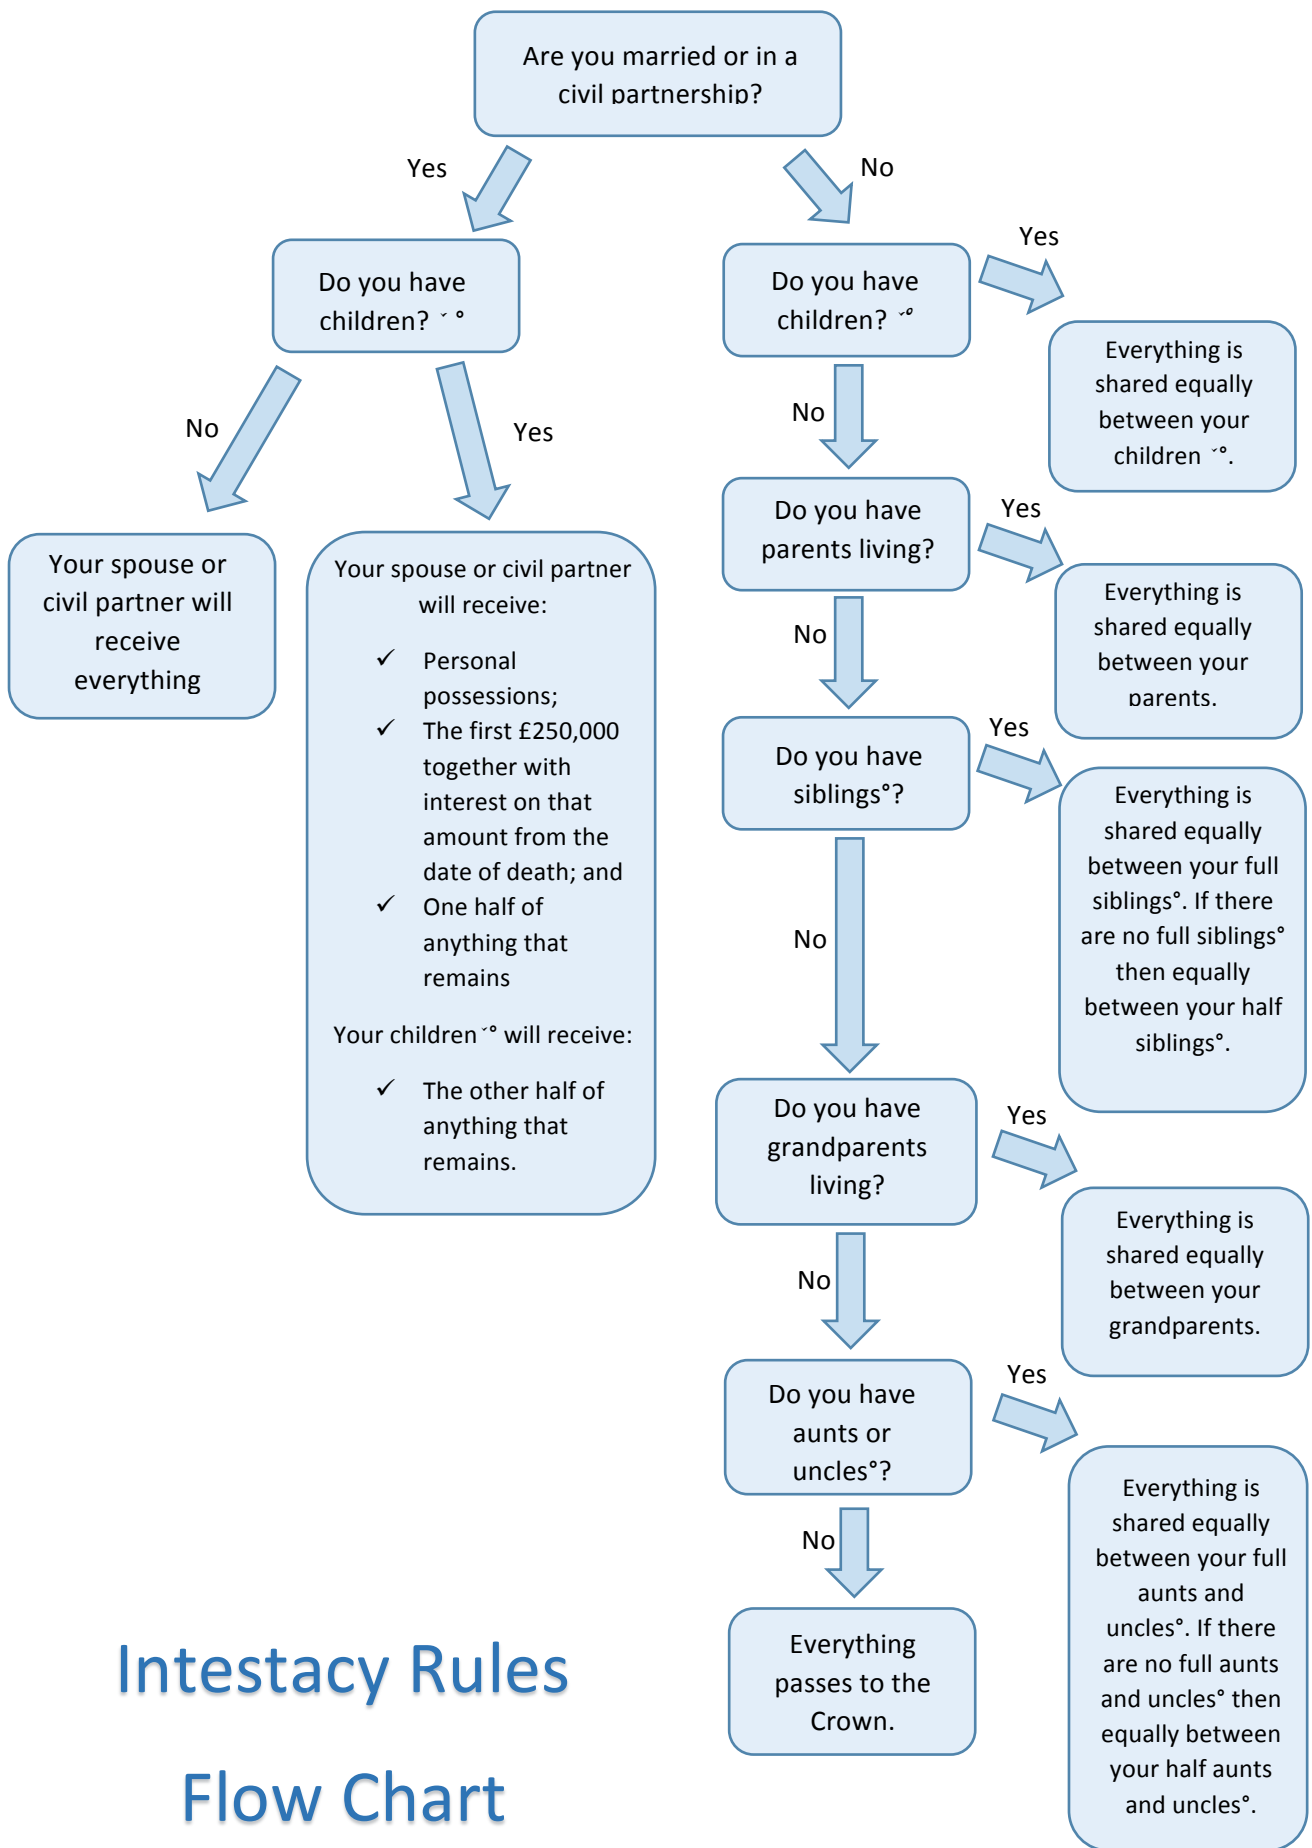 Are you married or in a
civil partnership?
Yes
No
Do you have
children? ˇ °
Do you have
children? ˇ°
Yes
Everything is
shared equally
between your
children ˇ°.
No
Yes
No
Your spouse or
civil partner will
receive
everything
Your spouse or civil partner
will receive:
✓ Personal
possessions;
✓ The first £250,000
together with
interest on that
amount from the
date of death; and
✓ One half of
anything that
remains
Your children ˇ° will receive:
✓ The other half of
anything that
remains.
Do you have
parents living?
Yes
Everything is
shared equally
between your
parents.
No
Do you have
siblings°?
Yes
Everything is
shared equally
between your full
siblings°. If there
are no full siblings°
then equally
between your half
siblings°.
No
Do you have
grandparents
living?
Yes
Everything is
shared equally
between your
grandparents.
No
Do you have
aunts or
uncles°?
Yes
Everything is
shared equally
between your full
aunts and
uncles°. If there
are no full aunts
and uncles° then
equally between
your half aunts
and uncles°.
No
Everything
passes to the
Crown.
Intestacy Rules
Flow Chart